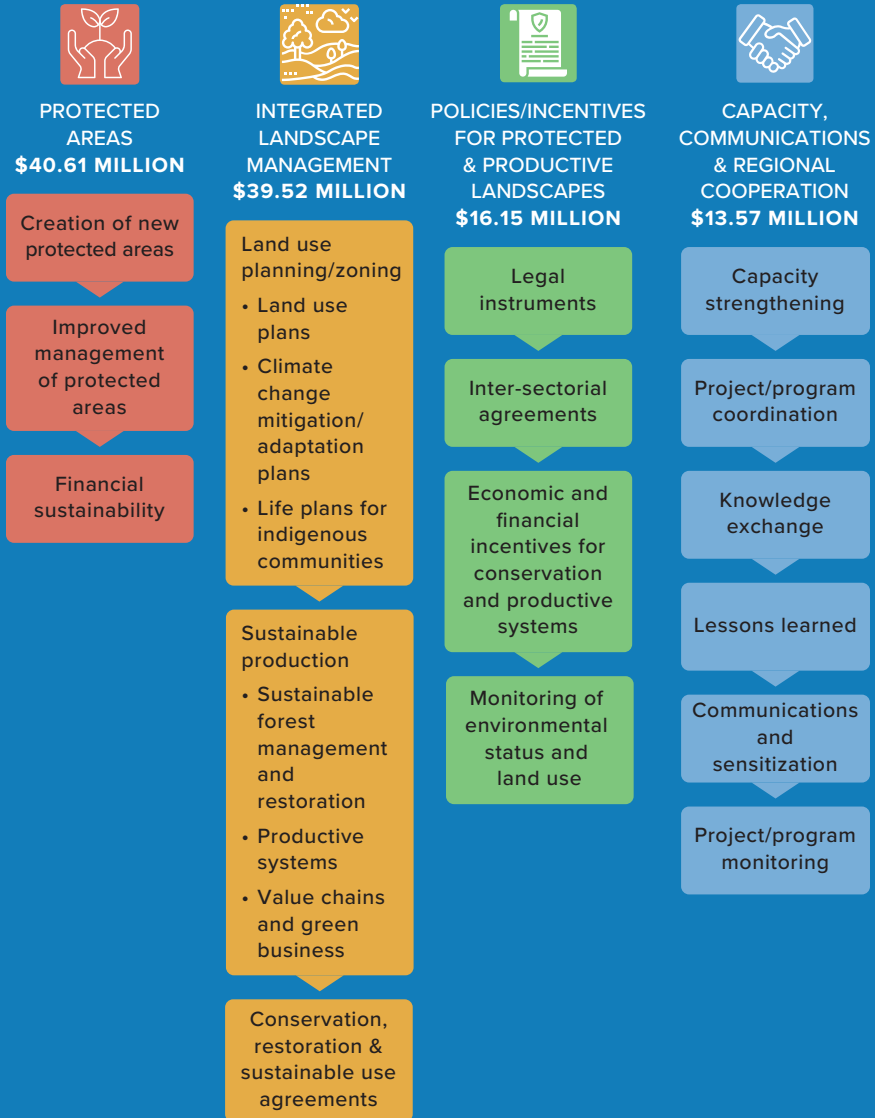 PROTECTED
AREAS
$40.61 MILLION
Creation of new
protected areas
Improved
management
of protected
areas
Financial
sustainability
INTEGRATED
LANDSCAPE
MANAGEMENT
$39.52 MILLION
Land use
planning/zoning
• Land use
plans
• Climate
change
mitigation/
adaptation
plans
• Life plans for
indigenous
communities
Sustainable
production
• Sustainable
forest
management
and
restoration
• Productive
systems
• Value chains
and green
business
Conservation,
restoration &
sustainable use
agreements
POLICIES/INCENTIVES
FOR PROTECTED
& PRODUCTIVE
LANDSCAPES
$16.15 MILLION
Legal
instruments
Inter-sectorial
agreements
Economic and
financial
incentives for
conservation
and productive
systems
Monitoring of
environmental
status and
land use
CAPACITY,
COMMUNICATIONS
& REGIONAL
COOPERATION
$13.57 MILLION
Capacity
strengthening
Project/program
coordination
Knowledge
exchange
Lessons learned
Communications
and
sensitization
Project/program
monitoring